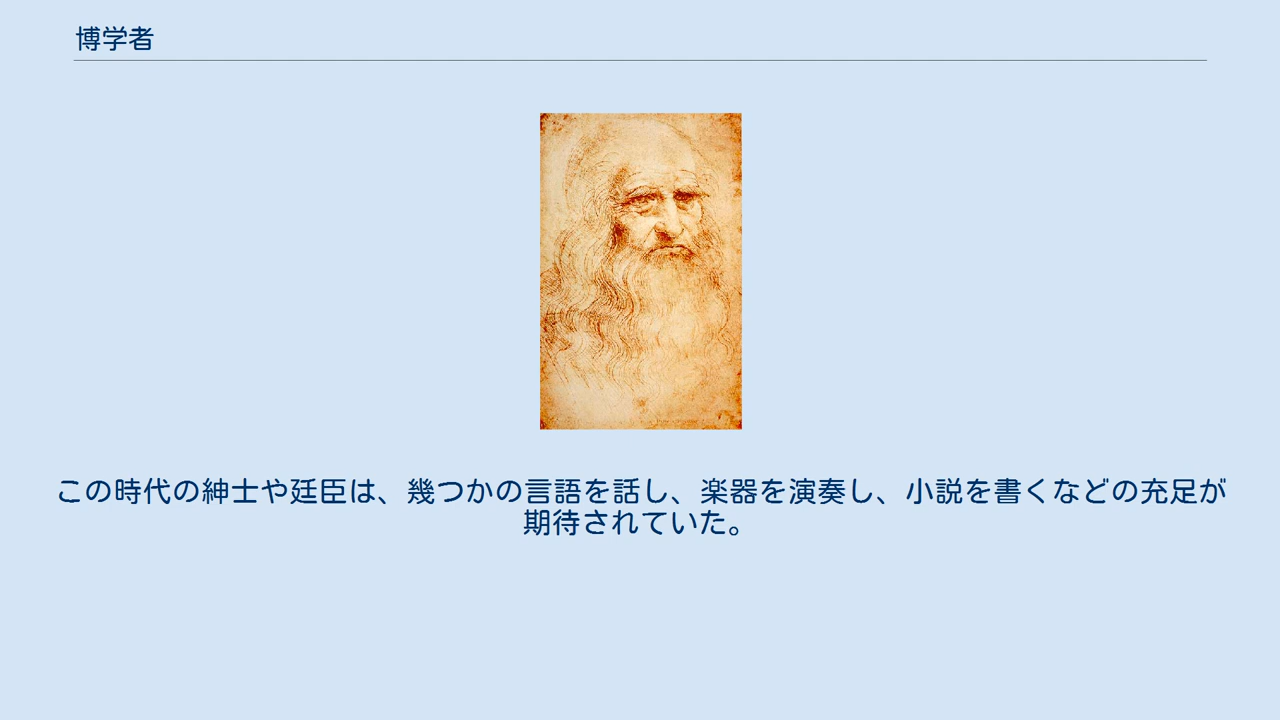 博学者
この時代の紳士や廷臣は、幾つかの言語を話し、楽器を演奏し、小説を書くなどの充足が
期待されていた。